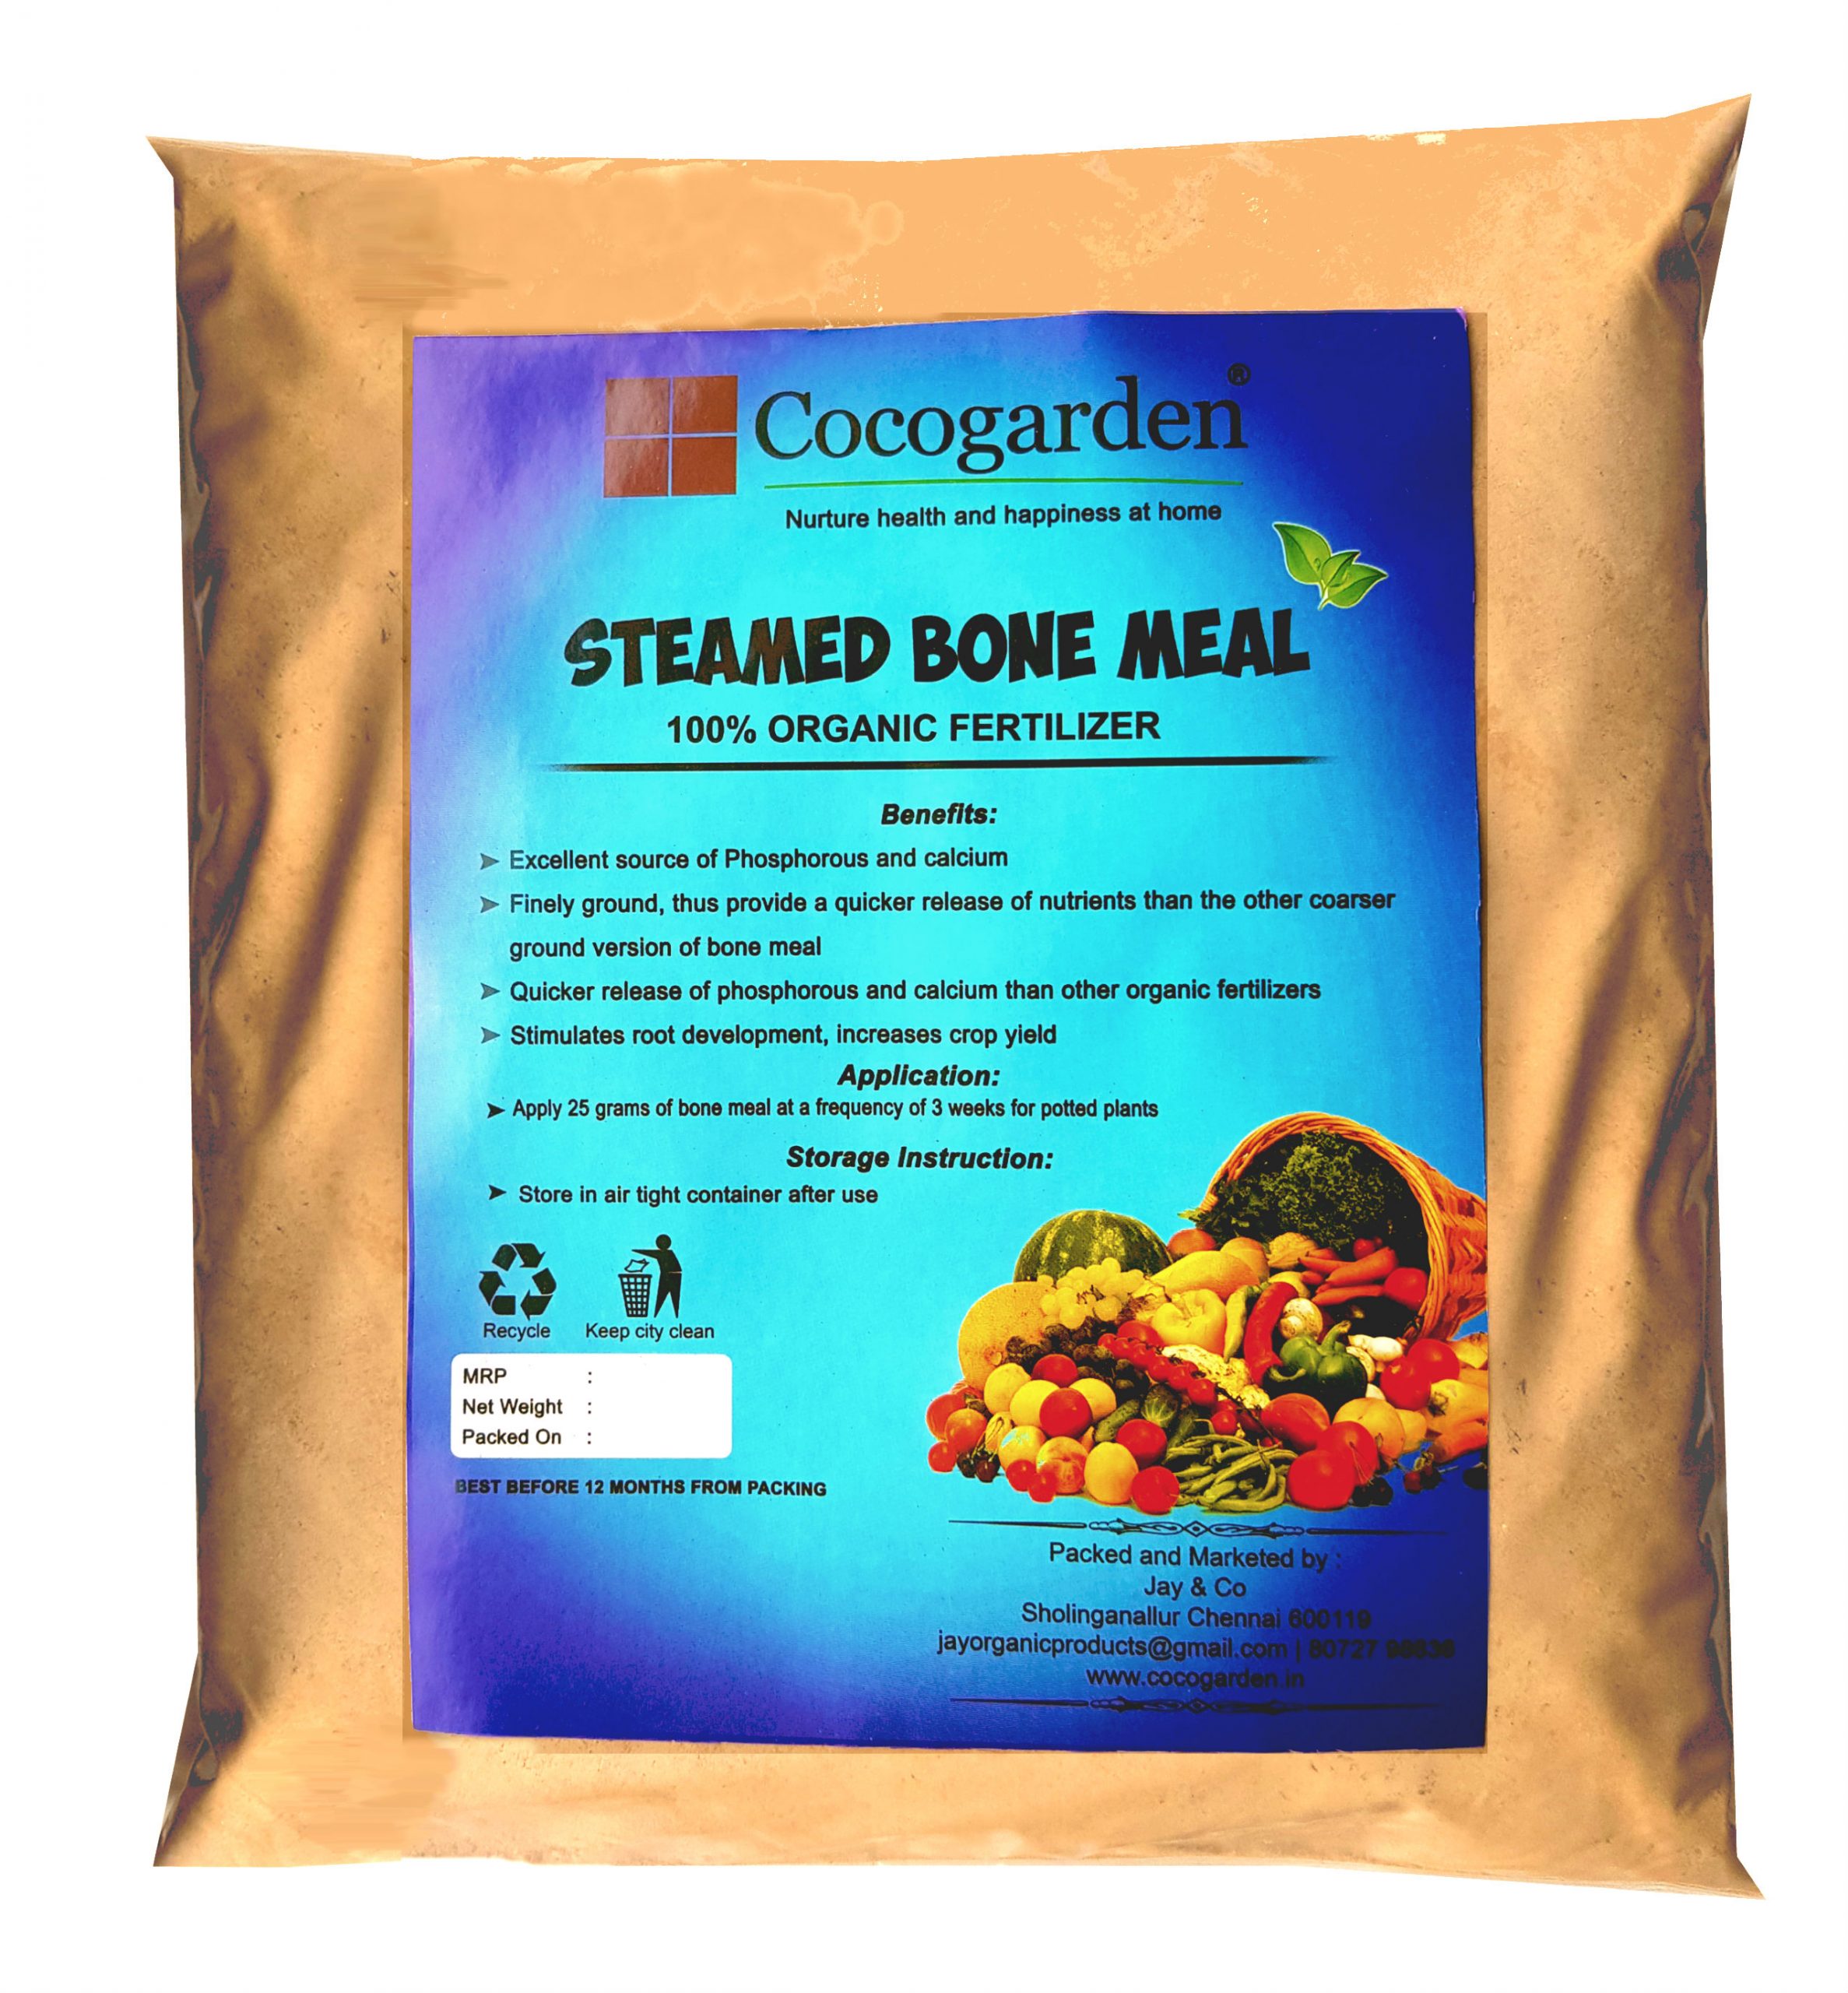 Cocogarden®
Nurture health and happiness at home
STEAMED BONE MEAL
100% ORGANIC FERTILIZER
Benefits:
➤ Excellent source of Phosphorous and calcium
➤ Finely ground, thus provide a quicker release of nutrients than the other coarser
ground version of bone meal
➤ Quicker release of phosphorous and calcium than other organic fertilizers
➤ Stimulates root development, increases crop yield
Application:
➤ Apply 25 grams of bone meal at a frequency of 3 weeks for potted plants
Storage Instruction:
➤ Store in air tight container after use
Recycle Keep city clean
MRP :
Net Weight :
Packed On :
BEST BEFORE 12 MONTHS FROM PACKING
Packed and Marketed by :
Jay & Co
Sholinganallur Chennai 600119
jayorganicproducts@gmail.com | 80727
www.cocogarden.in